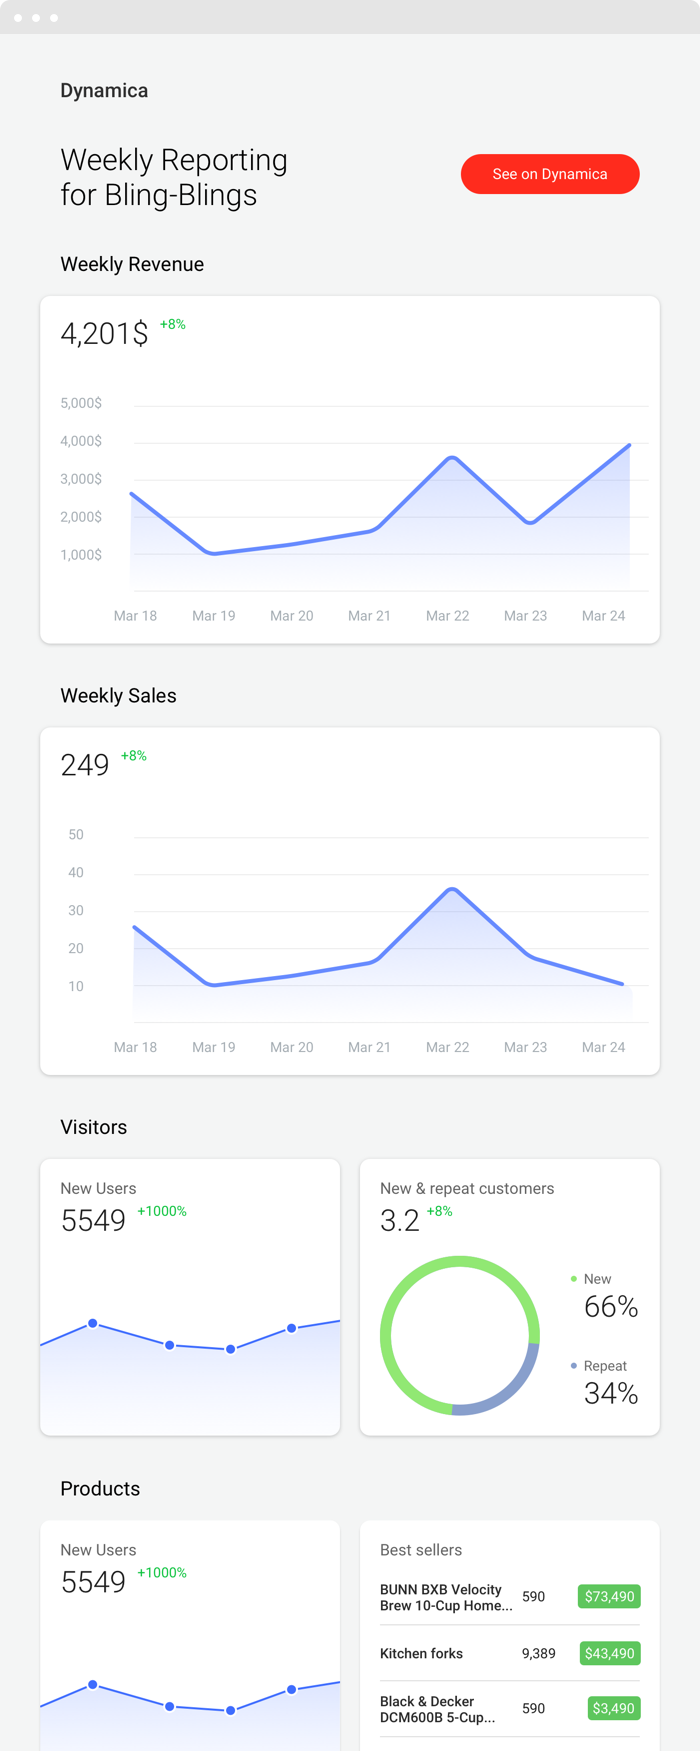 Dynamica
Weekly Reporting
for Bling-Blings
See on Dynamica
Weekly Revenue
4,201$ +8%
5,000$
4,000$
3,000$
2,000$
1,000$
Mar 18 Mar 19 Mar 20 Mar 21 Mar 22 Mar 23 Mar 24
Weekly Sales
249 +8%
50
40
30
20
10
Mar 18 Mar 19 Mar 20 Mar 21 Mar 22 Mar 23 Mar 24
Visitors
New Users
5549 +1000%
New & repeat customers
3.2 +8%
New
66%
Repeat
34%
Products
New Users
5549 +1000%
Best sellers
BUNN BXB Velocity
Brew 10-Cup Home... 590 $73,490
Kitchen forks 9,389 $43,490
Black & Decker
DCM600B 5-Cup... 590 $3,490